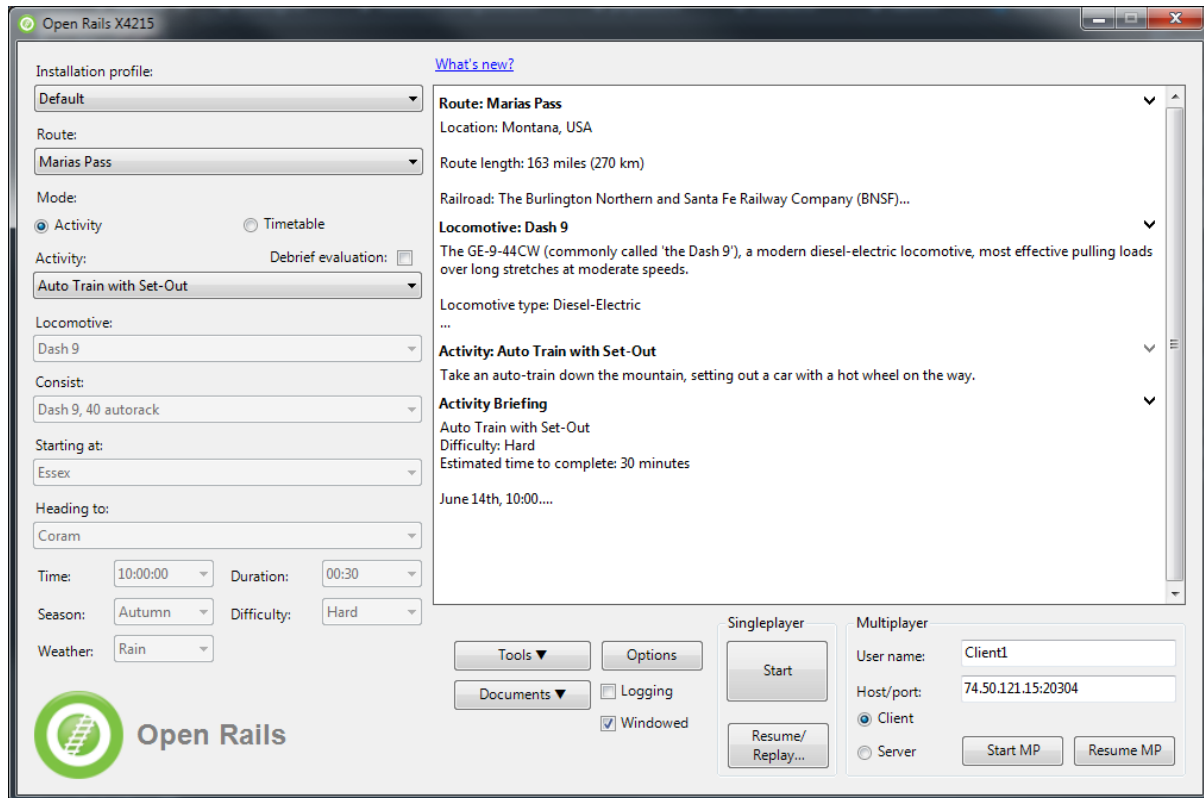 Open Rails X4215
Installation profile:
Default
Route:
Marias Pass
Mode:
Activity
Timetable
Activity:
Debrief evaluation:
Auto Train with Set-Out
Locomotive:
Dash 9
Consist:
Dash 9, 40 autorack
Starting at:
Essex
Heading to:
Coram
Time:
10:00:00
Duration:
00:30
Season:
Autumn
Difficulty:
Hard
Weather:
Rain
Open Rails
What's new?
Route: Marias Pass
Location: Montana, USA
Route length: 163 miles (270 km)
Railroad: The Burlington Northern and Santa Fe Railway Company (BNSF)...
Locomotive: Dash 9
The GE-9-44CW (commonly called 'the Dash 9'), a modern diesel-electric locomotive, most effective pulling loads
over long stretches at moderate speeds.
Locomotive type: Diesel-Electric
...
Activity: Auto Train with Set-Out
Take an auto-train down the mountain, setting out a car with a hot wheel on the way.
Activity Briefing
Auto Train with Set-Out
Difficulty: Hard
Estimated time to complete: 30 minutes
June 14th, 10:00....
Tools ▼
Options
Documents ▼
Logging
Windowed
Singleplayer
Start
Resume/
Replay...
Multiplayer
User name:
Client1
Host/port:
74.50.121.15:20304
Client
Server
Start MP
Resume MP